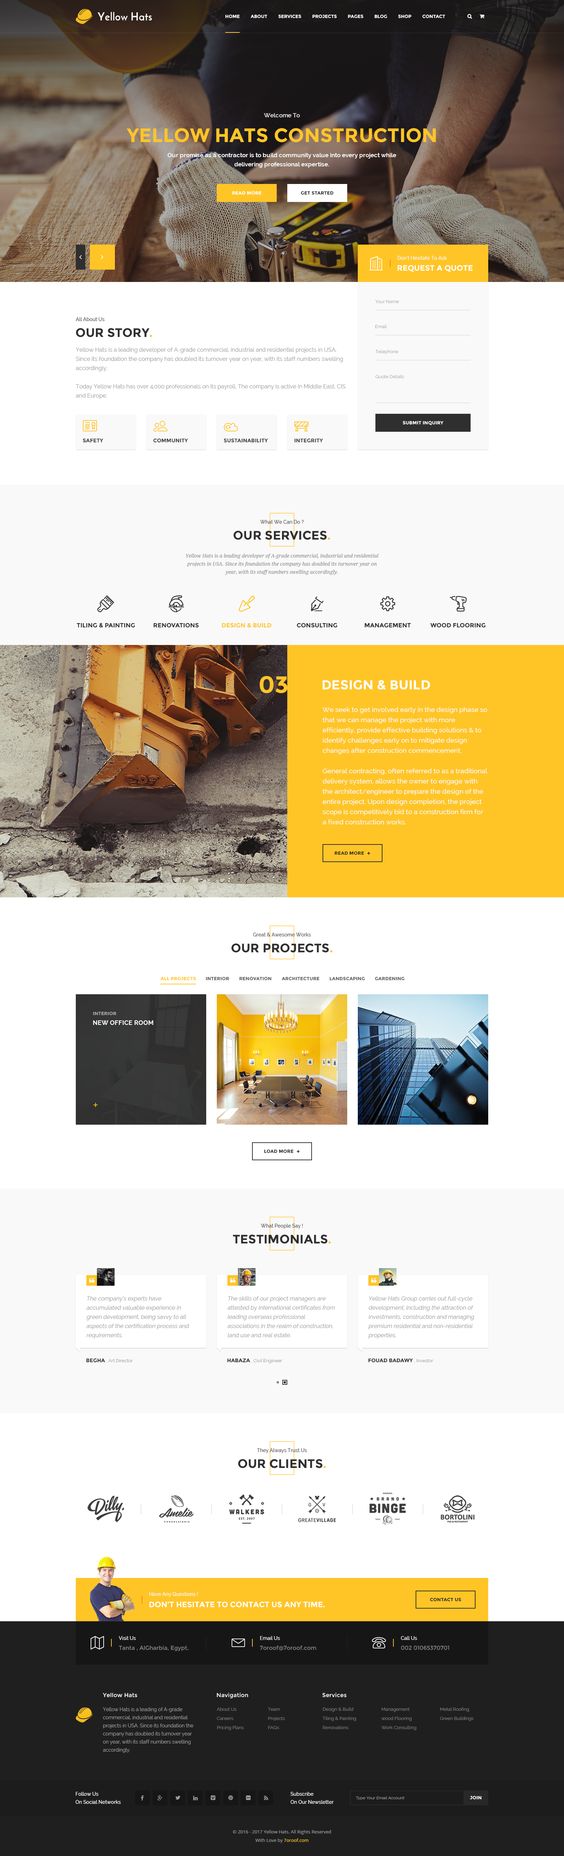 Yellow Hats
HOME ABOUT SERVICES PROJECTS PAGES BLOG SHOP CONTACT
Welcome To
YELLOW HATS CONSTRUCTION
Our promise as a contractor is to build community value into every project while
delivering professional expertise.
READ MORE
GET STARTED
Don't Hesitate To Ask
REQUEST A QUOTE
Your Name
Email
Telephone
Quote Details
SUBMIT INQUIRY
All About Us
OUR STORY.
Yellow Hats is a leading developer of A-grade commercial, industrial and residential projects in USA.
Since its foundation the company has doubled its turnover year on year, with its staff numbers swelling
accordingly.
Today Yellow Hats has over 4,000 professionals on its payroll. The company is active in Middle East, CIS
and Europe.
SAFETY
COMMUNITY
SUSTAINABILITY
INTEGRITY
What We Can Do ?
OUR SERVICES.
Yellow Hats is a leading developer of A-grade commercial, industrial and residential
projects in USA. Since its foundation the company has doubled its turnover year on
year, with its staff numbers swelling accordingly.
TILING & PAINTING
RENOVATIONS
DESIGN & BUILD
CONSULTING
MANAGEMENT
WOOD FLOORING
03
DESIGN & BUILD
We seek to get involved early in the design phase so
that we can manage the project with more
efficiently, provide effective building solutions & to
identify challenges early on to mitigate design
changes after construction commencement.
General contracting, often referred to as a traditional
delivery system, allows the owner to engage with
the architect/engineer to prepare the design of the
entire project. Upon design completion, the project
scope is competitively bid to a construction firm for
a fixed construction works.
READ MORE +
Great & Awesome Works
OUR PROJECTS.
ALL PROJECTS INTERIOR RENOVATION ARCHITECTURE LANDSCAPING GARDENING
INTERIOR
NEW OFFICE ROOM
+
LOAD MORE +
What People Say !
TESTIMONIALS.
The company's experts have
accumulated valuable experience in
green development, being savvy to all
aspects of the certification process and
requirements.
BEGHA Art Director
The skills of our project managers are
attested by international certificates from
leading overseas professional
associations in the realm of construction,
land use and real estate.
HABAZA Civil Engineer
Yellow Hats Group carries out full-cycle
development, including the attraction of
investments, construction and managing
premium residential and non-residential
properties.
FOUAD BADAWY Investor
They Always Trust Us
OUR CLIENTS.
Dilly.
Amelie
WALKERS
EST. 1997
GREATEVILLAGE
GRAND
BINGE
BORTOLINI
Have Any Questions !
DON'T HESITATE TO CONTACT US ANY TIME.
CONTACT US
Visit Us
Tanta , AlGharbia, Egypt.
Email Us
7oroof@7oroof.com
Call Us
002 01065370701
Yellow Hats
Yellow Hats is a leading of A-grade
commercial, industrial and residential
projects in USA. Since its foundation the
company has doubled its turnover year
on year, with its staff numbers swelling
accordingly.
Navigation
About Us Team
Careers Projects
Pricing Plans FAQs
Services
Design & Build Management Metal Roofing
Tiling & Painting wood Flooring Green Buildings
Renovations Work Consulting
Follow Us
On Social Networks
Subscribe
On Our Newsletter
Type Your Email Account
JOIN
© 2016 - 2017 Yellow Hats, All Rights Reserved
With Love by 7oroof.com